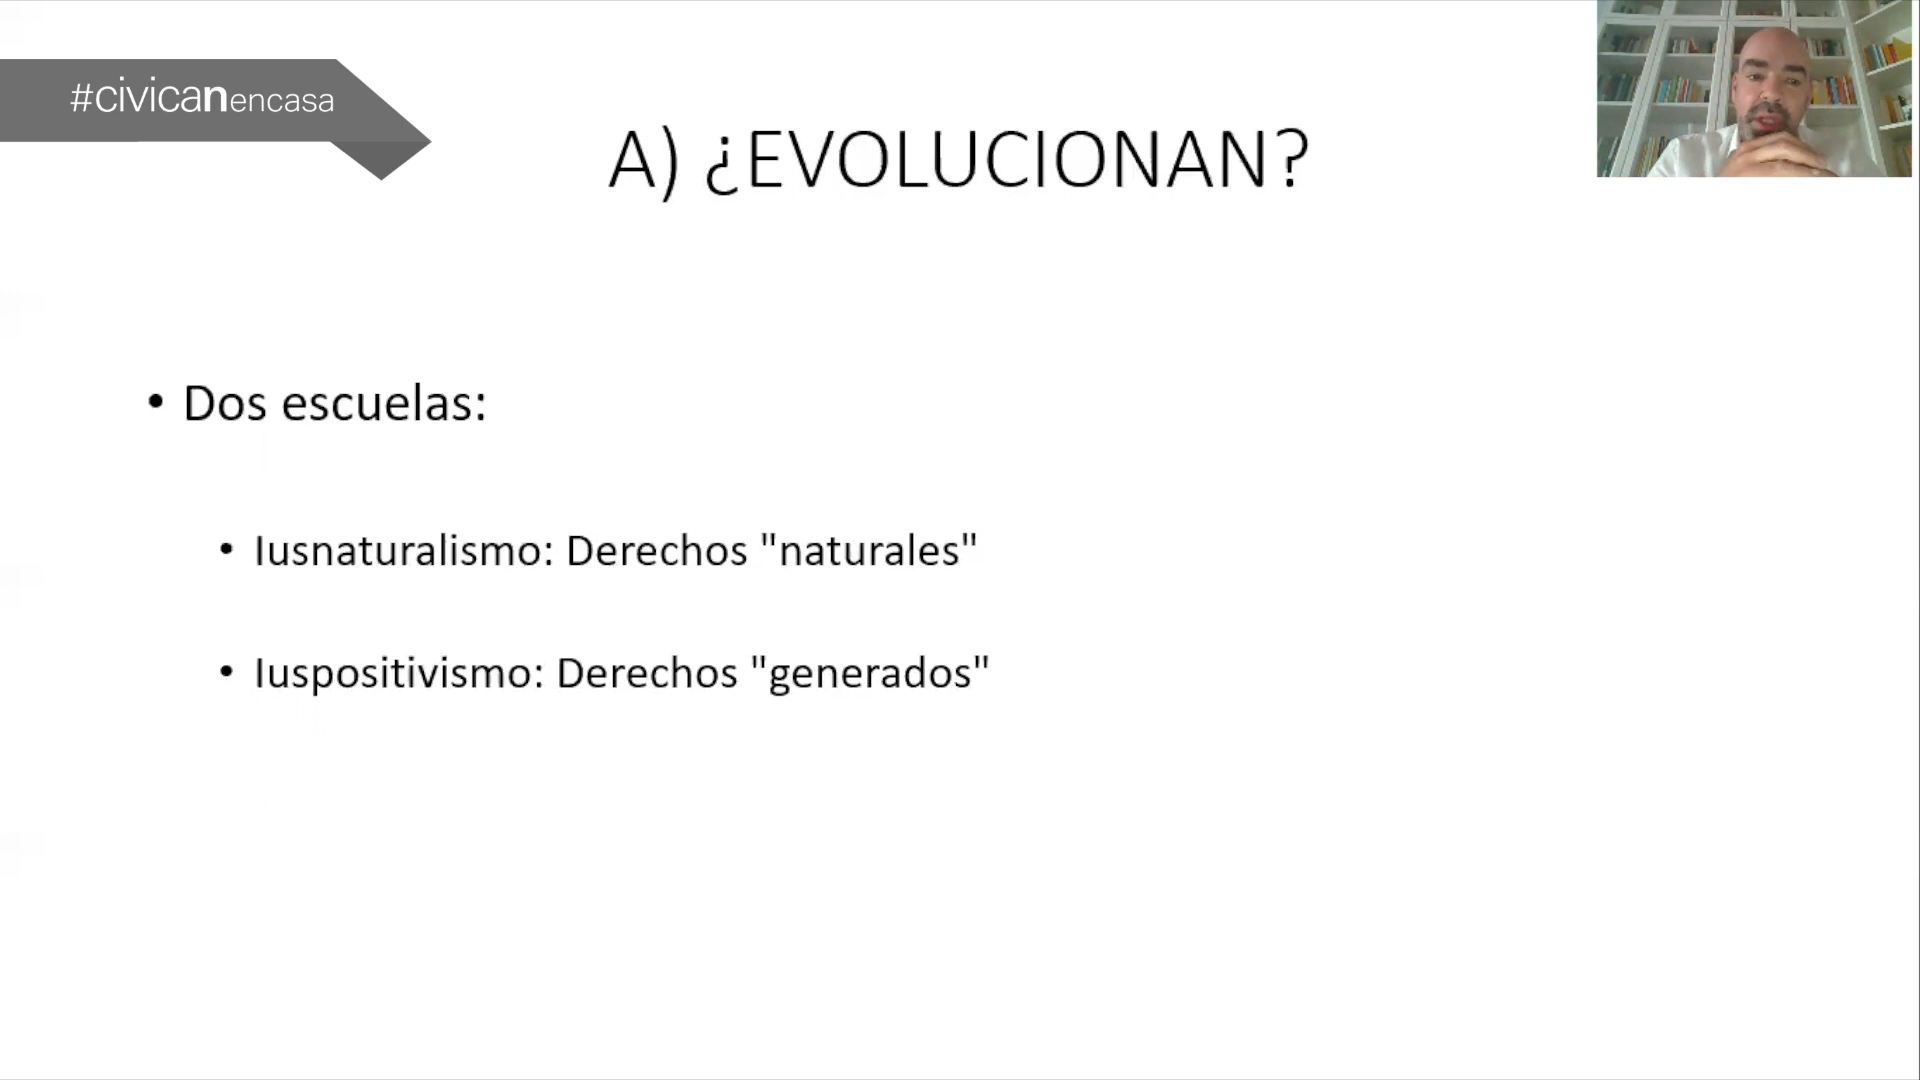 #civicanencasa
A) ¿EVOLUCIONAN?
• Dos escuelas:
• Iusnaturalismo: Derechos "naturales"
• Iuspositivismo: Derechos "generados"